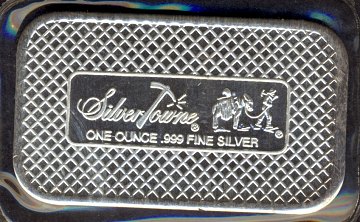 SilverTowne ® ®
ONE OUNCE .999 FINE SILVER